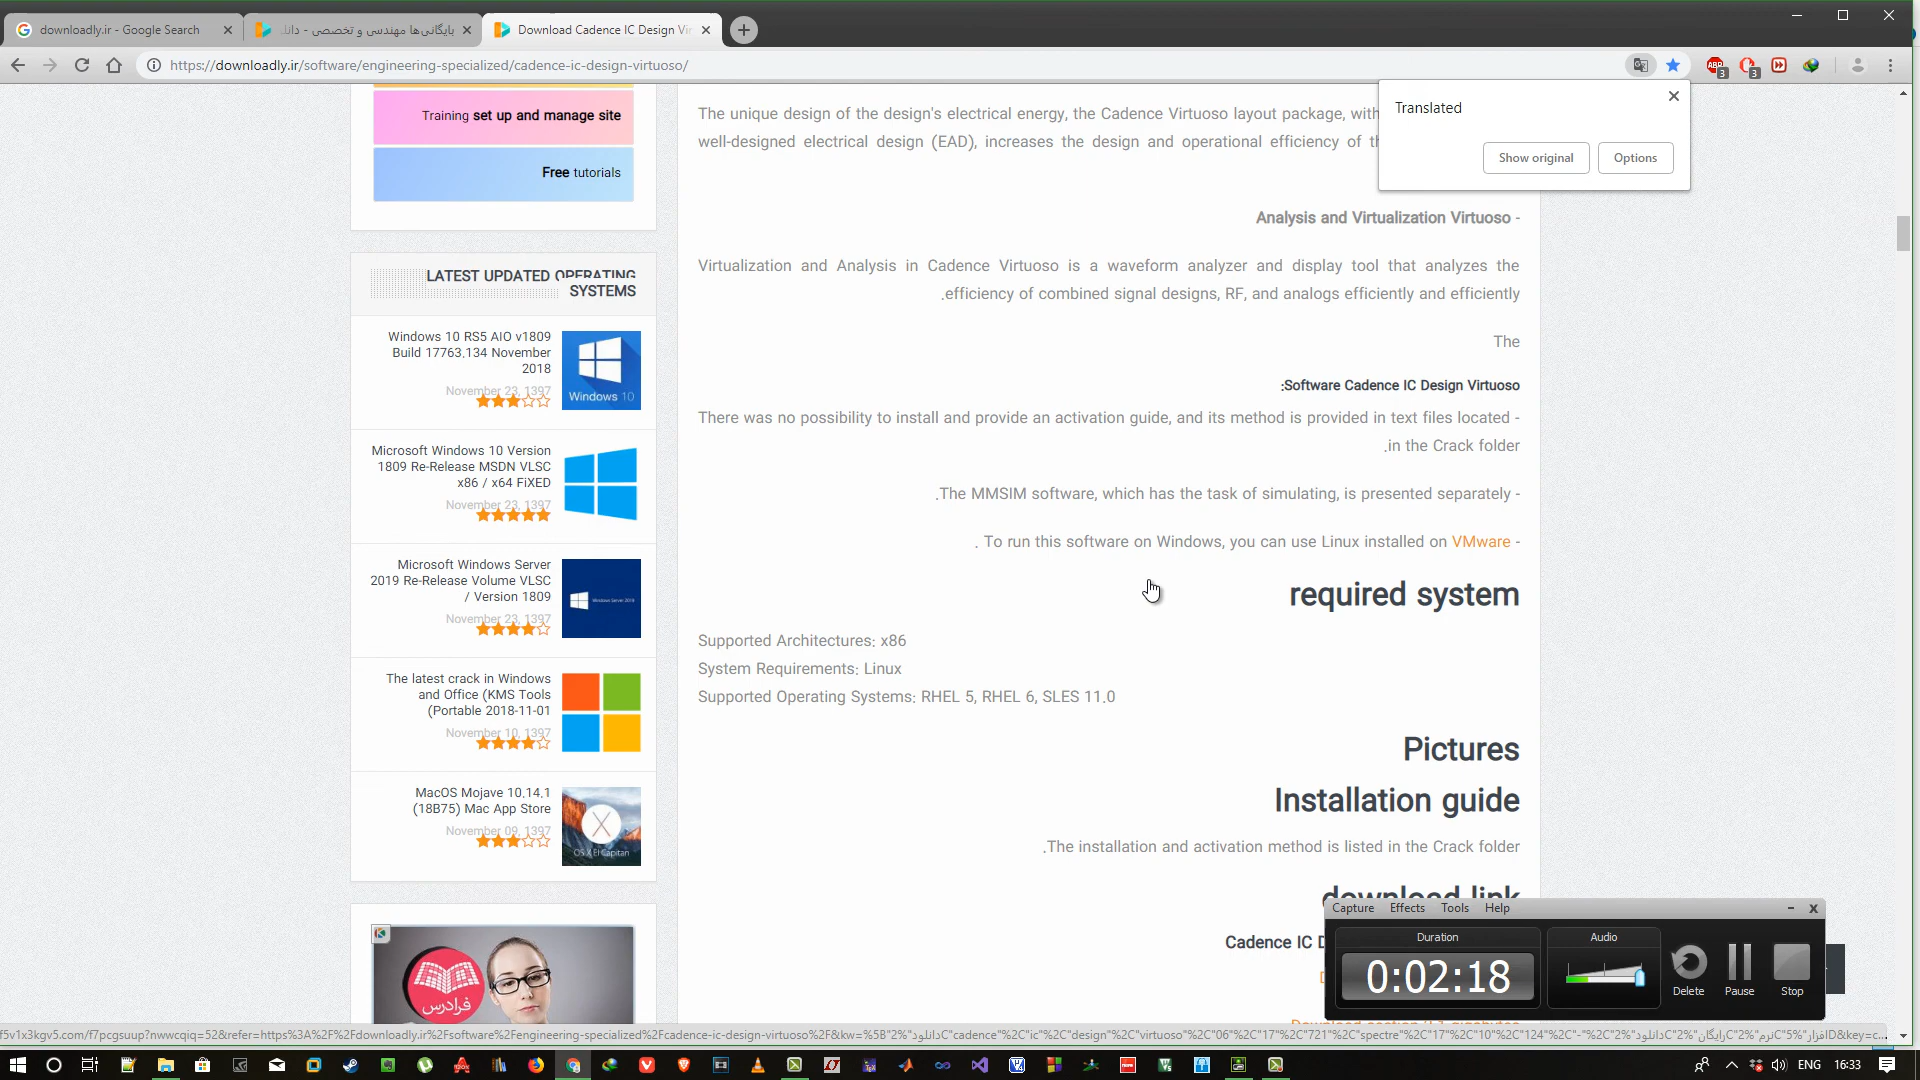 downloadly.ir - Google Search
بایگانی‌ها مهندسی و تخصصی - دانلـ
Download Cadence IC Design Vir
https://downloadly.ir/software/engineering-specialized/cadence-ic-design-virtuoso/
ABP
3
3
Translated
Show original
Options
Training set up and manage site
Free tutorials
LATEST UPDATED OPERATING
SYSTEMS
Windows 10 RS5 AIO v1809
Build 17763,134 November
2018
November 23, 1397
Windows 10
Microsoft Windows 10 Version
1809 Re-Release MSDN VLSC
x86 / x64 FiXED
November 23, 1397
Microsoft Windows Server
2019 Re-Release Volume VLSC
/ Version 1809
November 23, 1397
Windows Server 2019
The latest crack in Windows
and Office (KMS Tools
(Portable 2018-11-01
November 10, 1397
MacOS Mojave 10,14,1
(18B75) Mac App Store
November 09, 1397
OS X El Capitan
فرادرس
The unique design of the design's electrical energy, the Cadence Virtuoso layout package, with
well-designed electrical design (EAD), increases the design and operational efficiency of th
Analysis and Virtualization Virtuoso -
Virtualization and Analysis in Cadence Virtuoso is a waveform analyzer and display tool that analyzes the
.efficiency of combined signal designs, RF, and analogs efficiently and efficiently
The
:Software Cadence IC Design Virtuoso
There was no possibility to install and provide an activation guide, and its method is provided in text files located -
.in the Crack folder
.The MMSIM software, which has the task of simulating, is presented separately -
. To run this software on Windows, you can use Linux installed on VMware -
required system
Supported Architectures: x86
System Requirements: Linux
Supported Operating Systems: RHEL 5, RHEL 6, SLES 11.0
Pictures
Installation guide
.The installation and activation method is listed in the Crack folder
download link
Cadence IC D
Capture Effects Tools Help
Duration
0:02:18
Audio
Delete
Pause
Stop
ENG
16:33